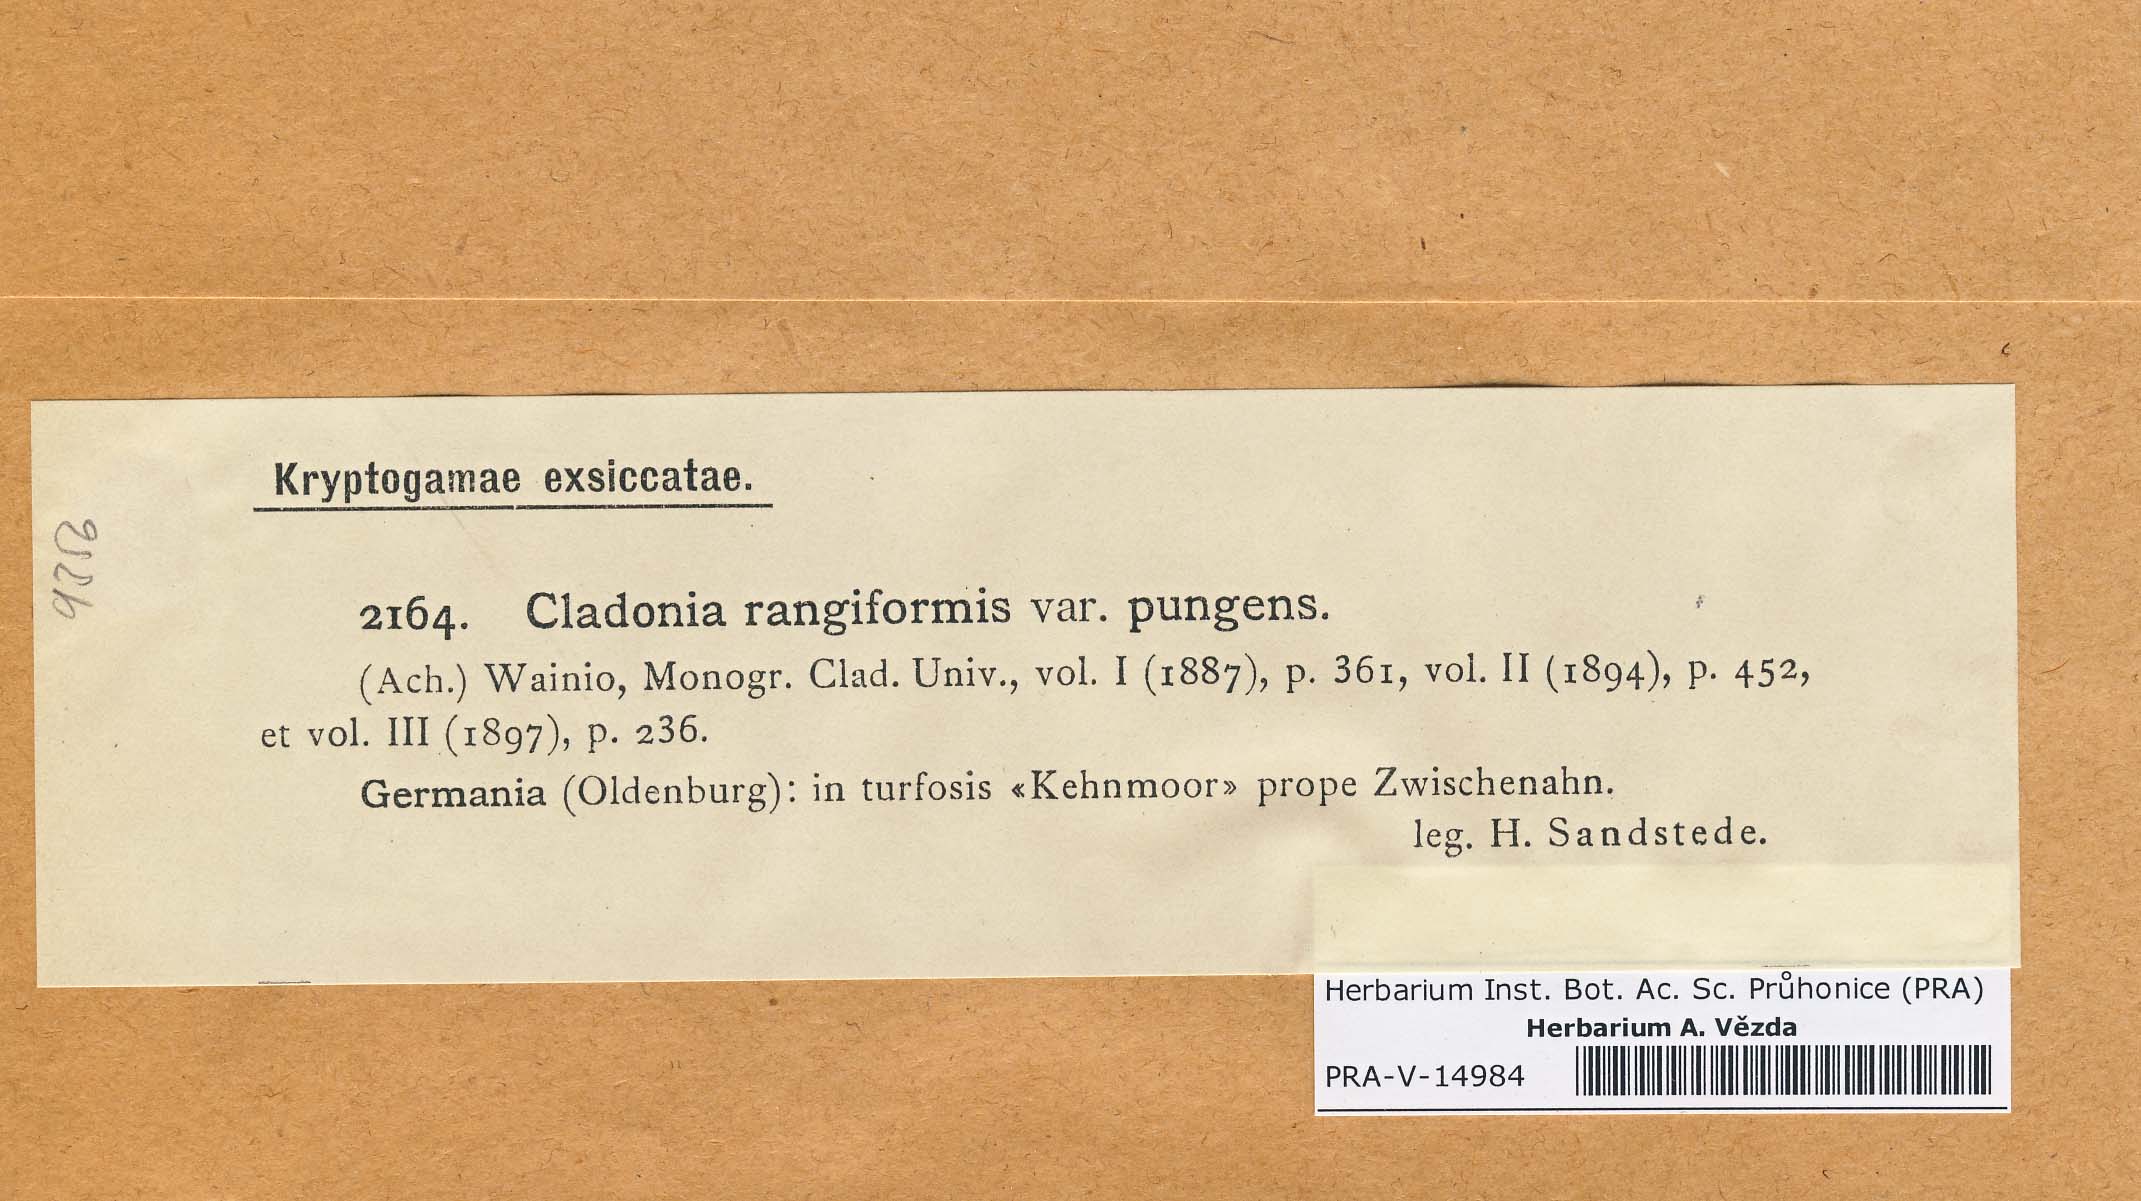 Kryptogamae exsiccatae.
2164. Cladonia rangiformis var. pungens.
(Ach.) Wainio, Monogr. Clad. Univ., vol. I (1887), p. 361, vol. II (1894), p. 452,
et vol. III (1897), p. 236.
Germania (Oldenburg): in turfosis «Kehnmoor» prope Zwischenahn.
leg. H. Sandstede.
Herbarium Inst. Bot. Ac. Sc. Průhonice (PRA)
Herbarium A. Vězda
PRA-V-14984